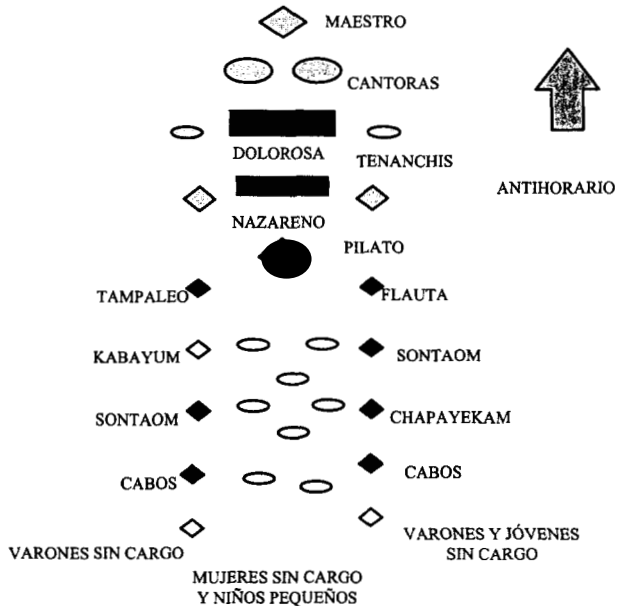 MAESTRO
CANTORAS
DOLOROSA
TENANCHIS
ANTIHORARIO
NAZARENO
PILATO
TAMPALEO
FLAUTA
KABAYUM
SONTAOM
SONTAOM
CHAPAYEKAM
CABOS
CABOS
VARONES SIN CARGO
VARONES Y JÓVENES
SIN CARGO
MUJERES SIN CARGO
Y NIÑOS PEQUEÑOS